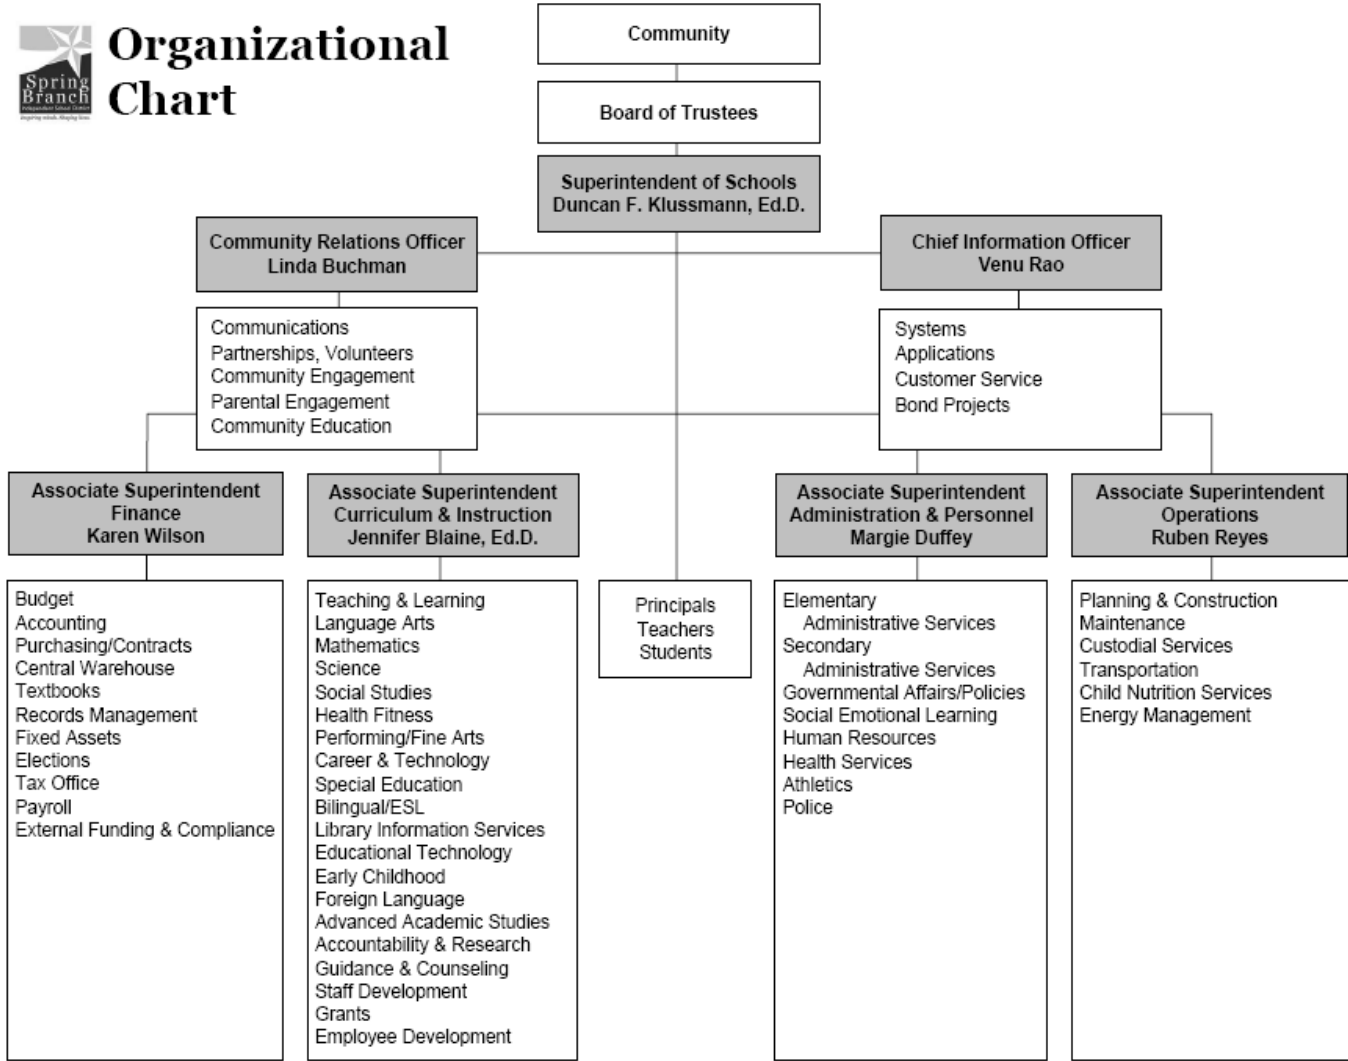 Organizational
Chart
Spring
Branch
Independent School District
Community
Board of Trustees
Superintendent of Schools
Duncan F. Klussmann, Ed.D.
Community Relations Officer
Linda Buchman
Chief Information Officer
Venu Rao
Communications
Partnerships, Volunteers
Community Engagement
Parental Engagement
Community Education
Systems
Applications
Customer Service
Bond Projects
Associate Superintendent
Finance
Karen Wilson
Associate Superintendent
Curriculum & Instruction
Jennifer Blaine, Ed.D.
Associate Superintendent
Administration & Personnel
Margie Duffey
Associate Superintendent
Operations
Ruben Reyes
Budget
Accounting
Purchasing/Contracts
Central Warehouse
Textbooks
Records Management
Fixed Assets
Elections
Tax Office
Payroll
External Funding & Compliance
Teaching & Learning
Language Arts
Mathematics
Science
Social Studies
Health Fitness
Performing/Fine Arts
Career & Technology
Special Education
Bilingual/ESL
Library Information Services
Educational Technology
Early Childhood
Foreign Language
Advanced Academic Studies
Accountability & Research
Guidance & Counseling
Staff Development
Grants
Employee Development
Principals
Teachers
Students
Elementary
Administrative Services
Secondary
Administrative Services
Governmental Affairs/Policies
Social Emotional Learning
Human Resources
Health Services
Athletics
Police
Planning & Construction
Maintenance
Custodial Services
Transportation
Child Nutrition Services
Energy Management